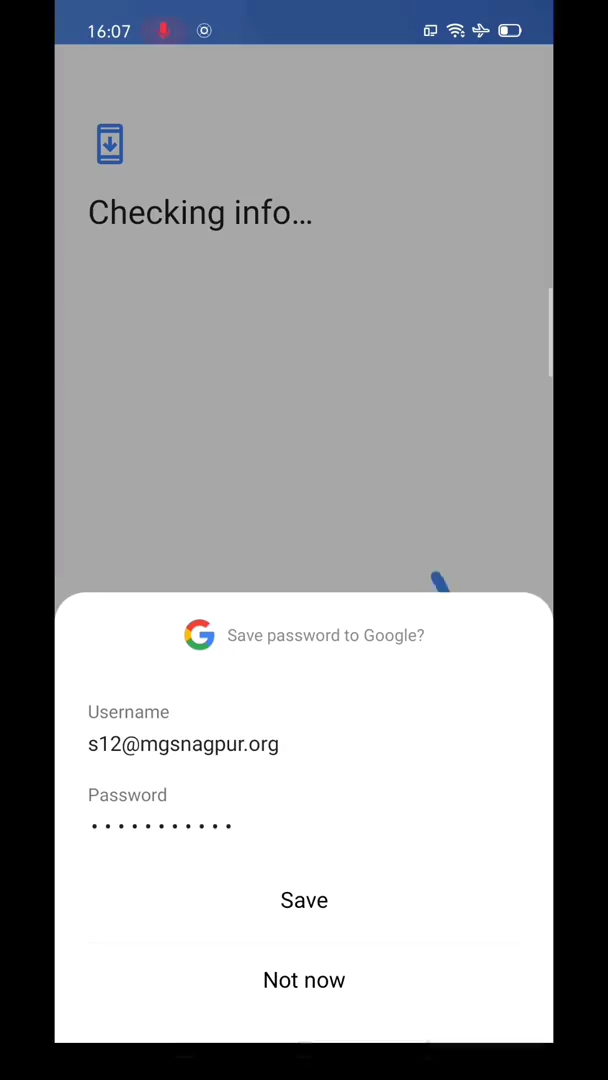 16:07
Checking info…
Save password to Google?
Username
s12@mgsnagpur.org
Password
•••••••••••
Save
Not now